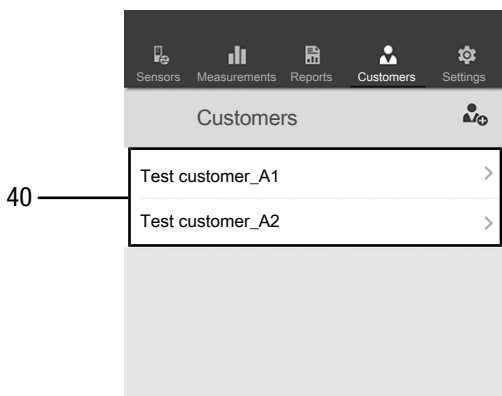 Sensors Measurements Reports Customers Settings
Customers
Test customer_A1
40
Test customer_A2